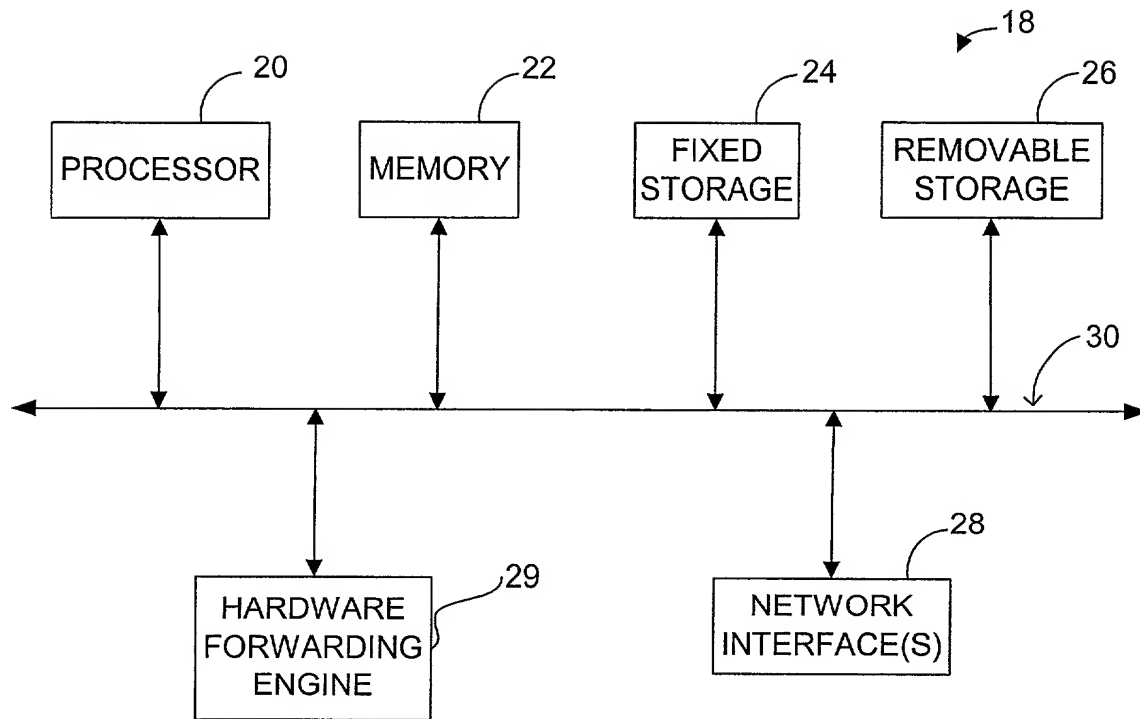 18
20
22
24
26
PROCESSOR
MEMORY
FIXED
STORAGE
REMOVABLE
STORAGE
30
28
29
HARDWARE
FORWARDING
ENGINE
NETWORK
INTERFACE(S)